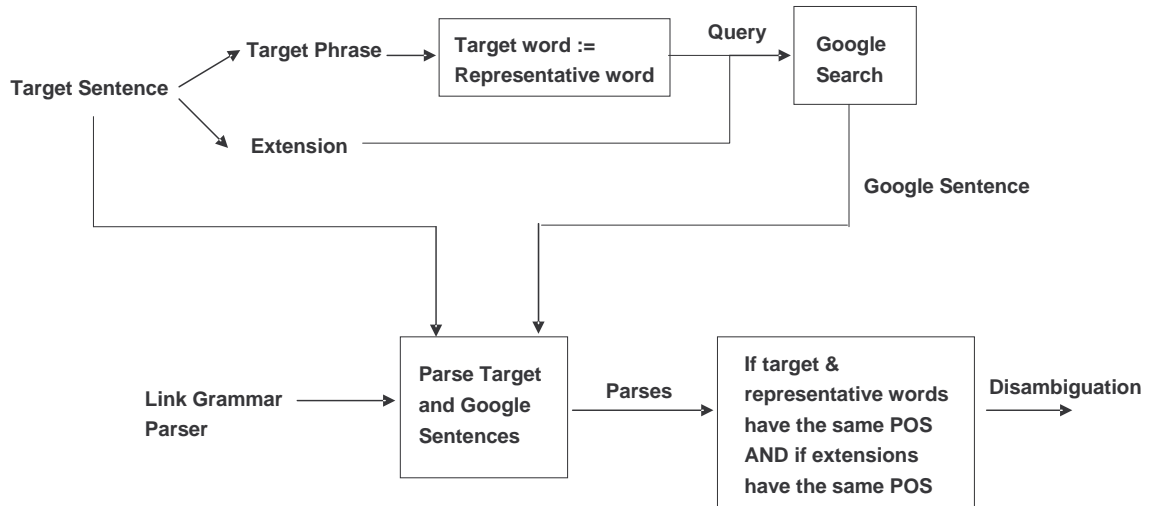 Target Sentence
Target Phrase
Target word :=
Representative word
Query
Google
Search
Extension
Google Sentence
Link Grammar
Parser
Parse Target
and Google
Sentences
Parses
If target &
representative words
have the same POS
AND if extensions
have the same POS
Disambiguation